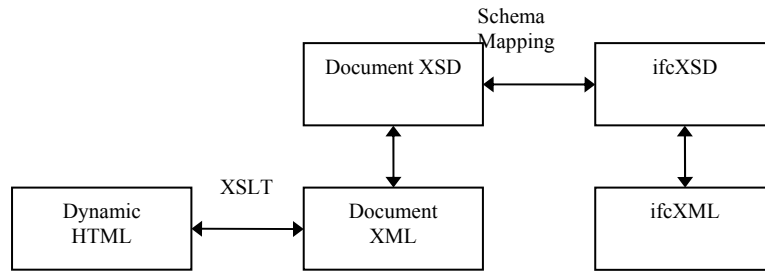 Schema
Mapping
Document XSD
ifcXSD
XSLT
Dynamic
HTML
Document
XML
ifcXML